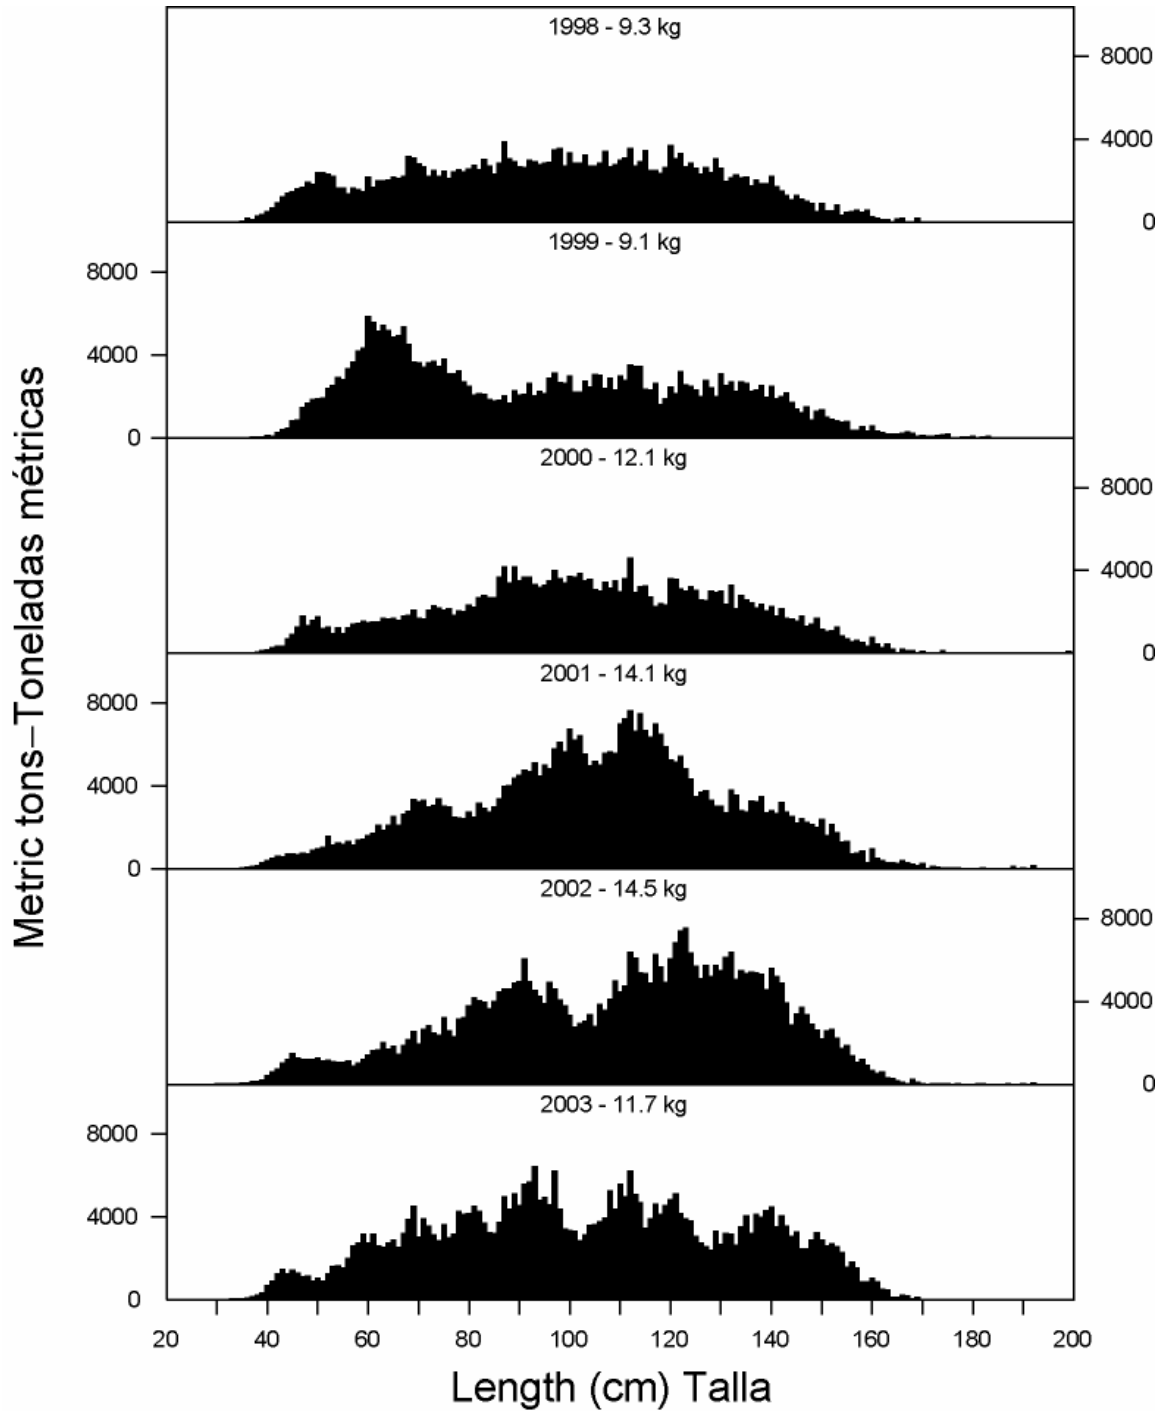 1998 - 9.3 kg
8000
4000
0
1999 - 9.1 kg
8000
4000
0
2000 - 12.1 kg
8000
4000
0
2001 - 14.1 kg
8000
4000
0
2002 - 14.5 kg
8000
4000
0
2003 - 11.7 kg
8000
4000
0
Metric tons–Toneladas métricas
20 40 60 80 100 120 140 160 180 200
Length (cm) Talla